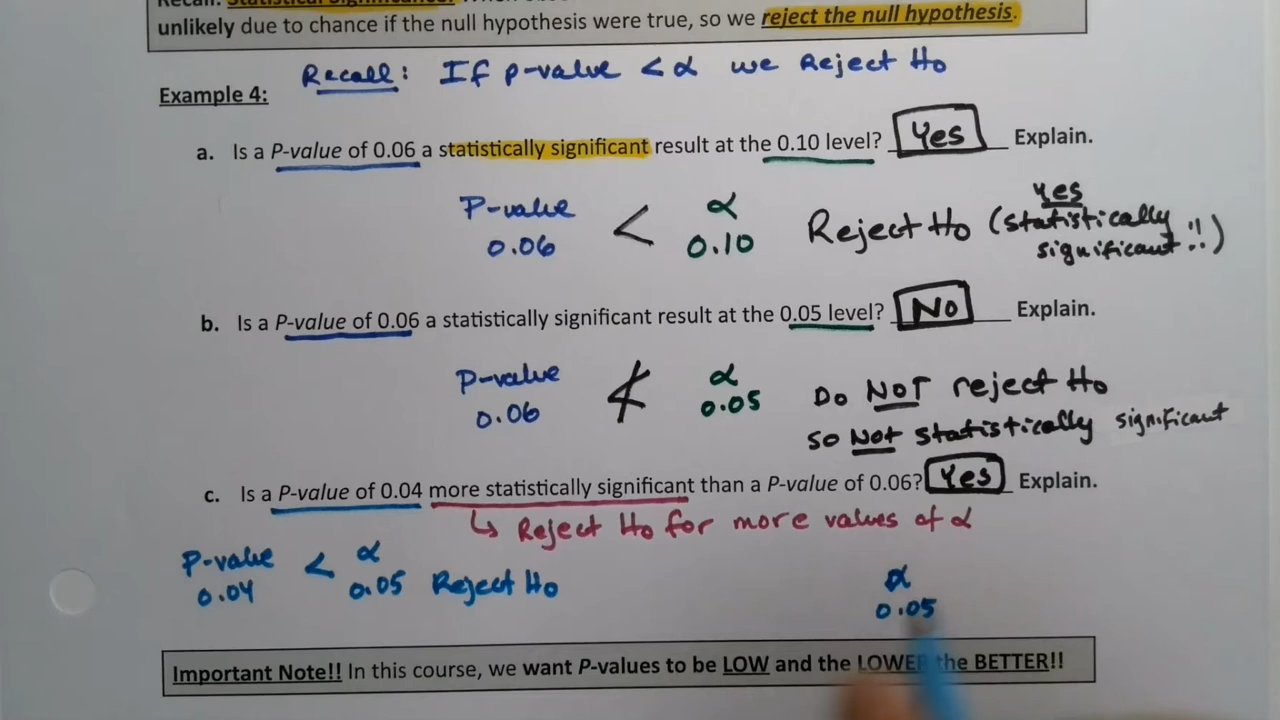 unlikely due to chance if the null hypothesis were true, so we reject the null hypothesis.
Recall: If p-value < α we Reject Ho
Example 4:
a. Is a P-value of 0.06 a statistically significant result at the 0.10 level? Yes Explain.
P-value < α Reject Ho (statistically
yes
0.06 0.10 significant!!)
b. Is a P-value of 0.06 a statistically significant result at the 0.05 level? No Explain.
P-value ≮ α Do NOT reject Ho
0.06 0.05 so Not statistically significant
c. Is a P-value of 0.04 more statistically significant than a P-value of 0.06? Yes Explain.
↳ Reject Ho for more values of α
P-value < α α
0.04 0.05 Reject Ho 0.05
Important Note!! In this course, we want P-values to be LOW and the LOWER the BETTER!!